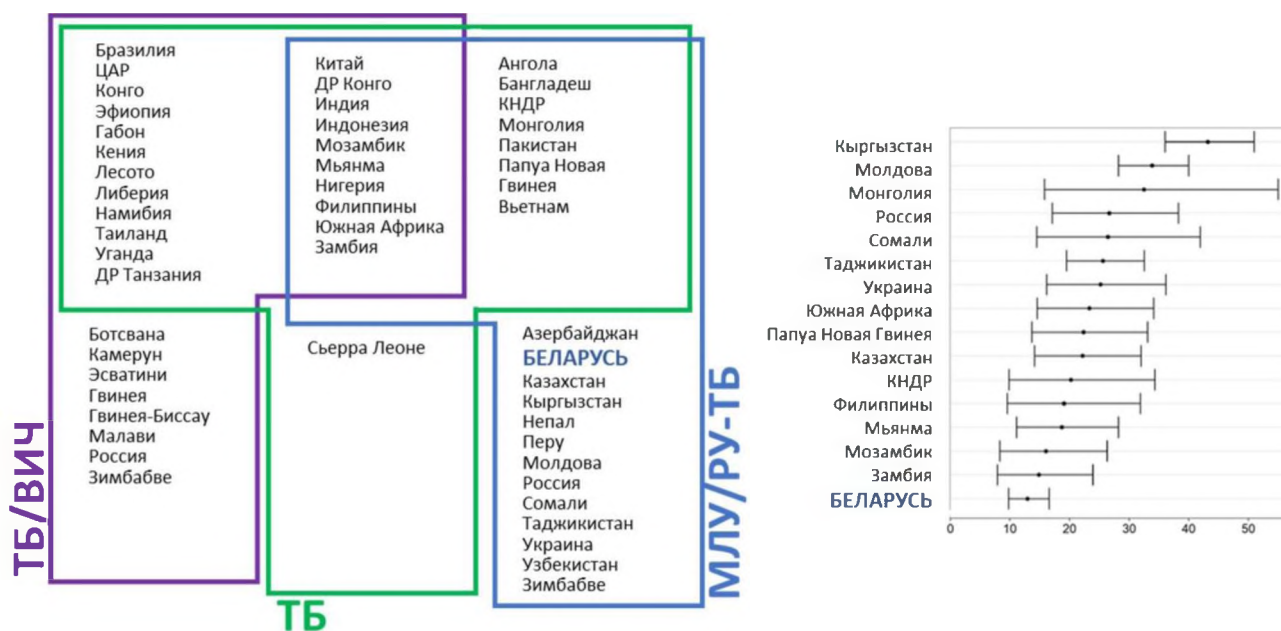 Бразилия
ЦАР
Конго
Эфиопия
Габон
Кения
Лесото
Либерия
Намибия
Таиланд
Уганда
ДР Танзания
Китай
ДР Конго
Индия
Индонезия
Мозамбик
Мьянма
Нигерия
Филиппины
Южная Африка
Замбия
Ангола
Бангладеш
КНДР
Монголия
Пакистан
Папуа Новая
Гвинея
Вьетнам
Ботсвана
Камерун
Эсватини
Гвинея
Гвинея-Биссау
Малави
Россия
Зимбабве
Сьерра Леоне
Азербайджан
БЕЛАРУСЬ
Казахстан
Кыргызстан
Непал
Перу
Молдова
Россия
Сомали
Таджикистан
Украина
Узбекистан
Зимбабве
ТБ/ВИЧ
ТБ
МЛУ/РУ-ТБ
Кыргызстан
Молдова
Монголия
Россия
Сомали
Таджикистан
Украина
Южная Африка
Папуа Новая Гвинея
Казахстан
КНДР
Филиппины
Мьянма
Мозамбик
Замбия
БЕЛАРУСЬ
0 10 20 30 40 50